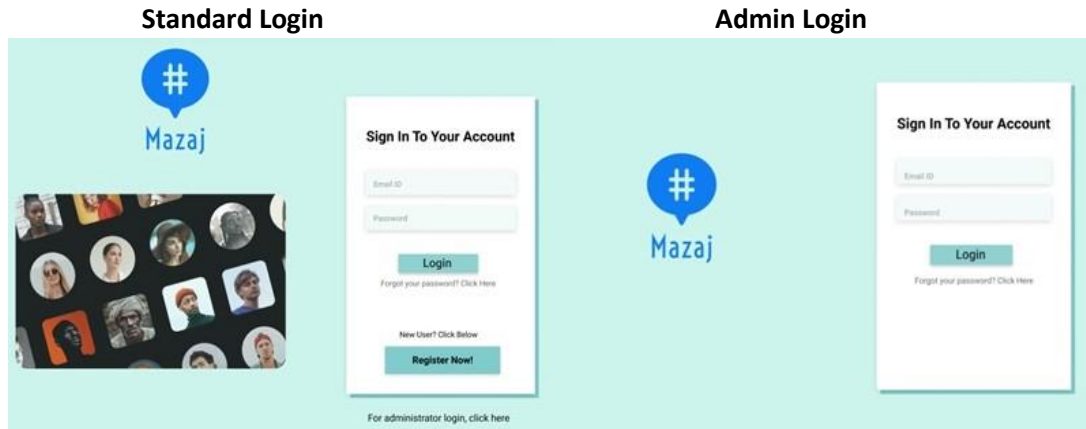 Standard Login
Admin Login
#
Mazaj
Sign In To Your Account
Email ID
Password
Login
Forgot your password? Click Here
New User? Click Below
Register Now!
For administrator login, click here
#
Mazaj
Sign In To Your Account
Email ID
Password
Login
Forgot your password? Click Here